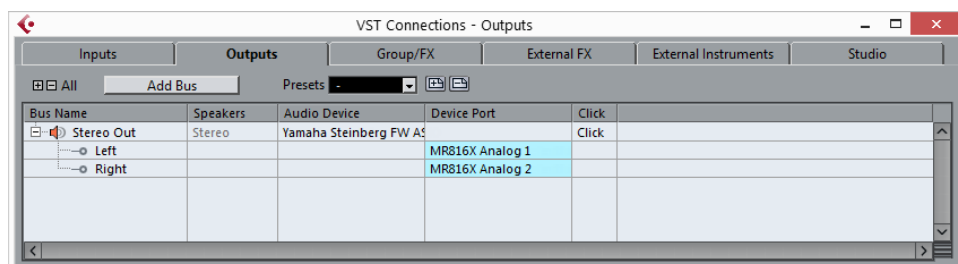 VST Connections - Outputs
Inputs Outputs Group/FX External FX External Instruments Studio
All Add Bus Presets -
Bus Name Speakers Audio Device Device Port Click
Stereo Out Stereo Yamaha Steinberg FW AS Click
Left MR816X Analog 1
Right MR816X Analog 2